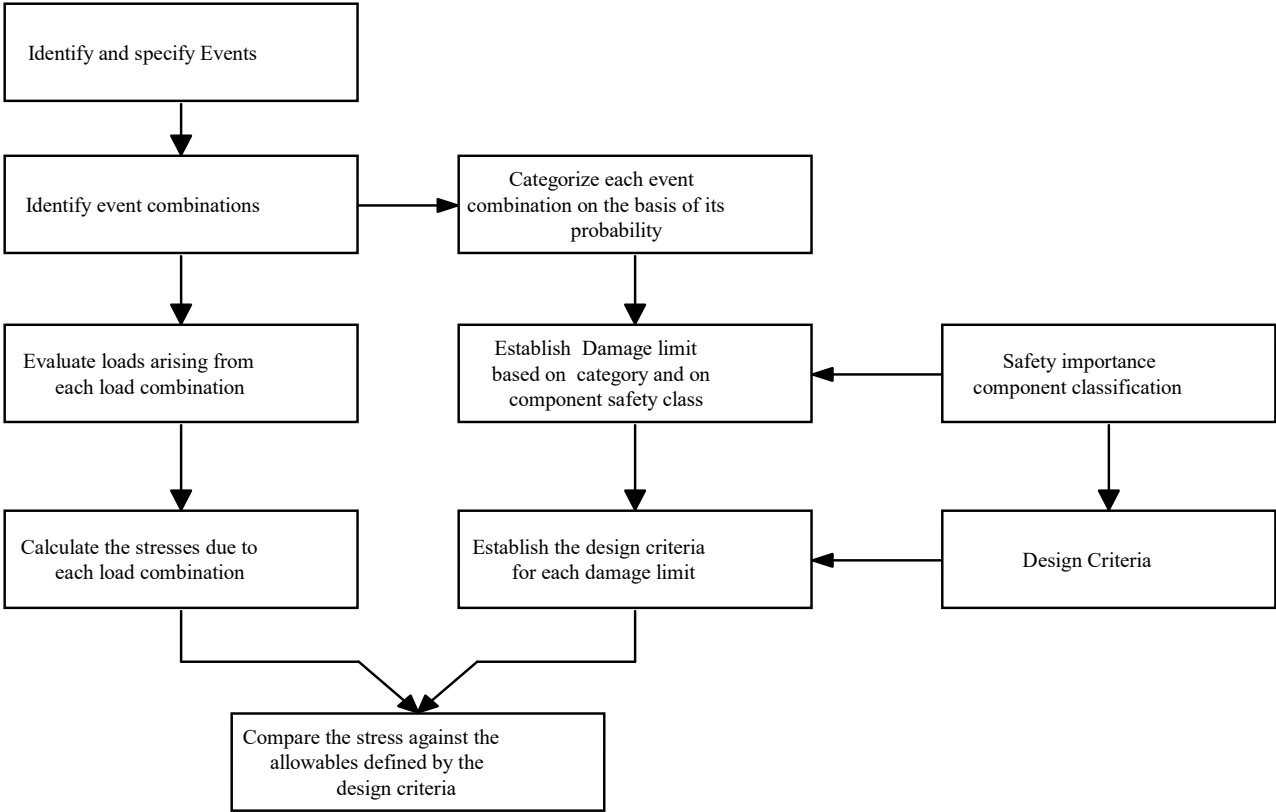 Identify and specify Events
Identify event combinations
Categorize each event
combination on the basis of its
probability
Evaluate loads arising from
each load combination
Establish Damage limit
based on category and on
component safety class
Safety importance
component classification
Calculate the stresses due to
each load combination
Establish the design criteria
for each damage limit
Design Criteria
Compare the stress against the
allowables defined by the
design criteria